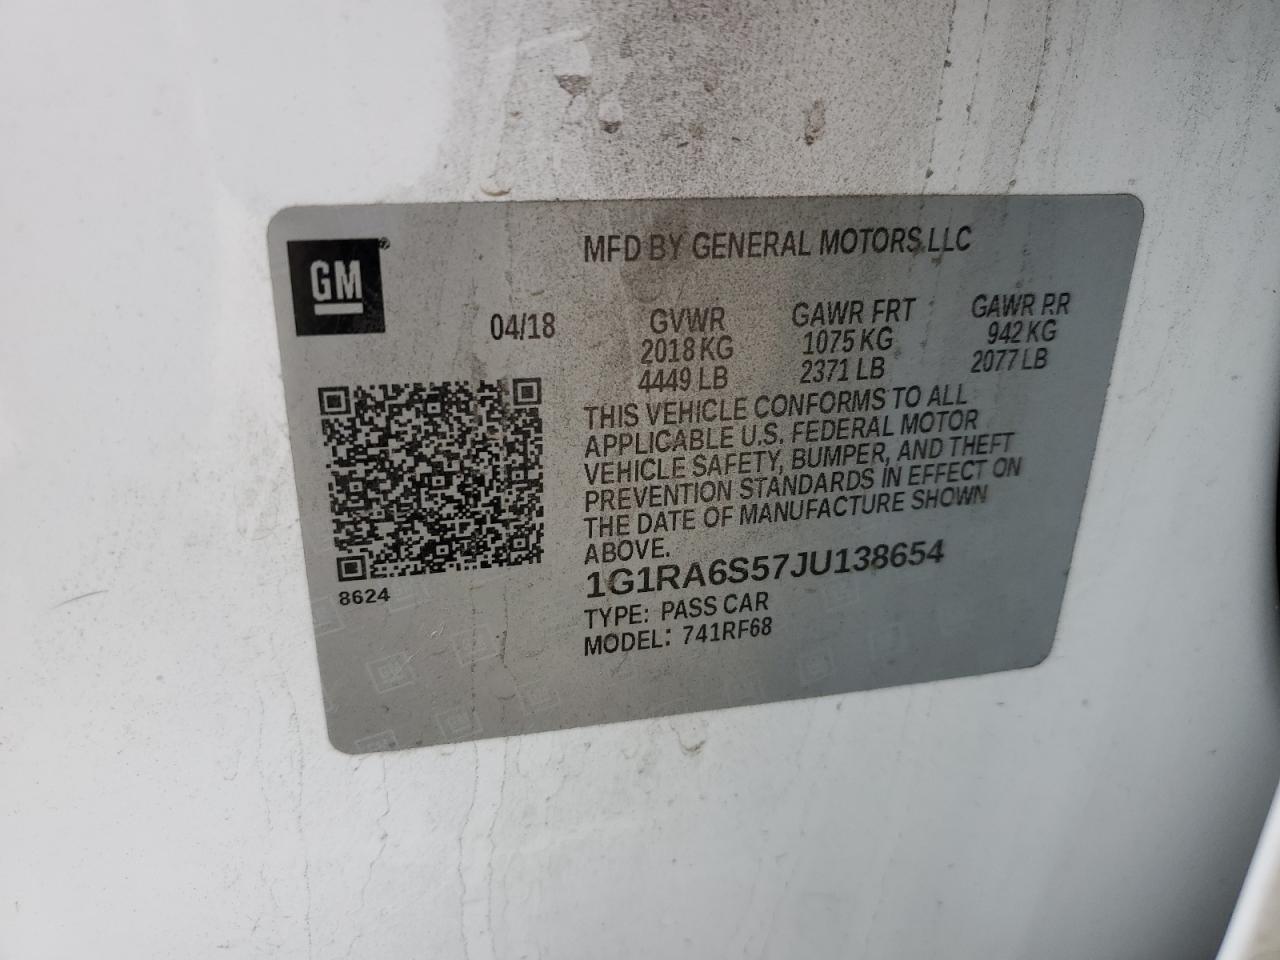 GM®
MFD BY GENERAL MOTORS LLC
04/18
GVWR GAWR FRT GAWR RR
2018 KG 1075 KG 942 KG
4449 LB 2371 LB 2077 LB
THIS VEHICLE CONFORMS TO ALL
APPLICABLE U.S. FEDERAL MOTOR
VEHICLE SAFETY, BUMPER, AND THEFT
PREVENTION STANDARDS IN EFFECT ON
THE DATE OF MANUFACTURE SHOWN
ABOVE.
1G1RA6S57JU138654
TYPE: PASS CAR
MODEL: 741RF68
8624